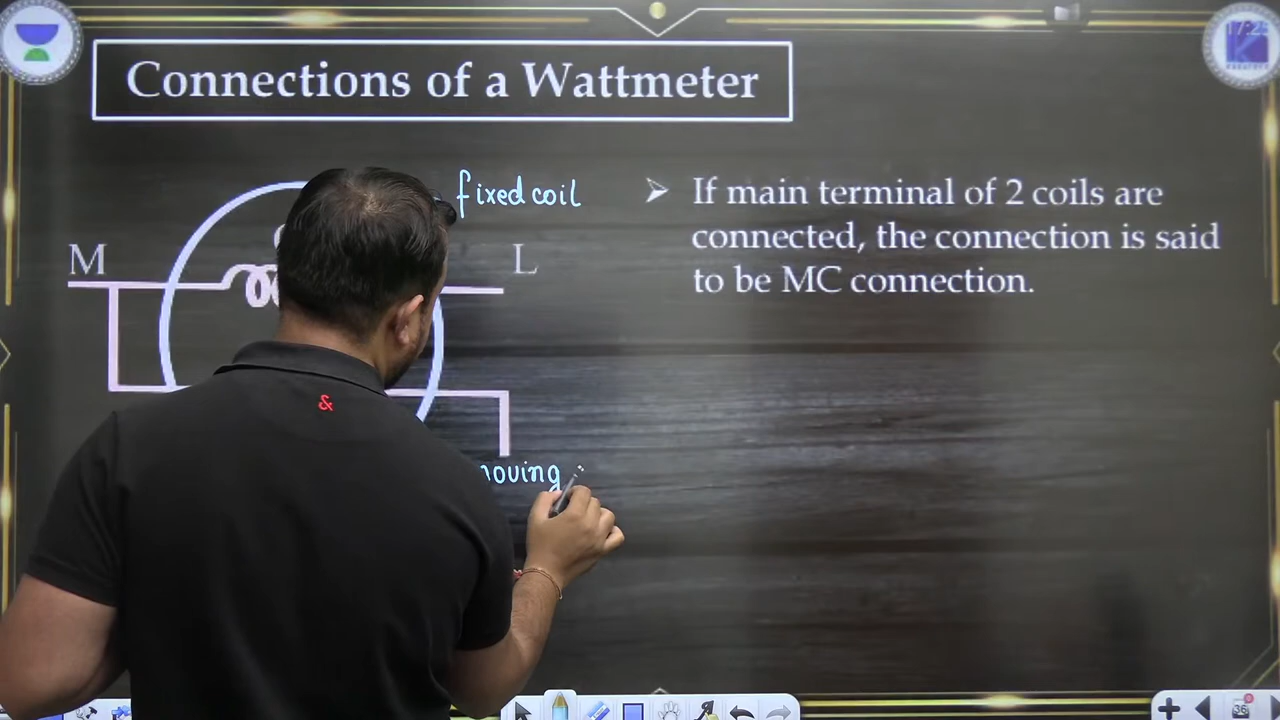 Connections of a Wattmeter
fixed coil
M
L
If main terminal of 2 coils are
connected, the connection is said
to be MC connection.
&
36